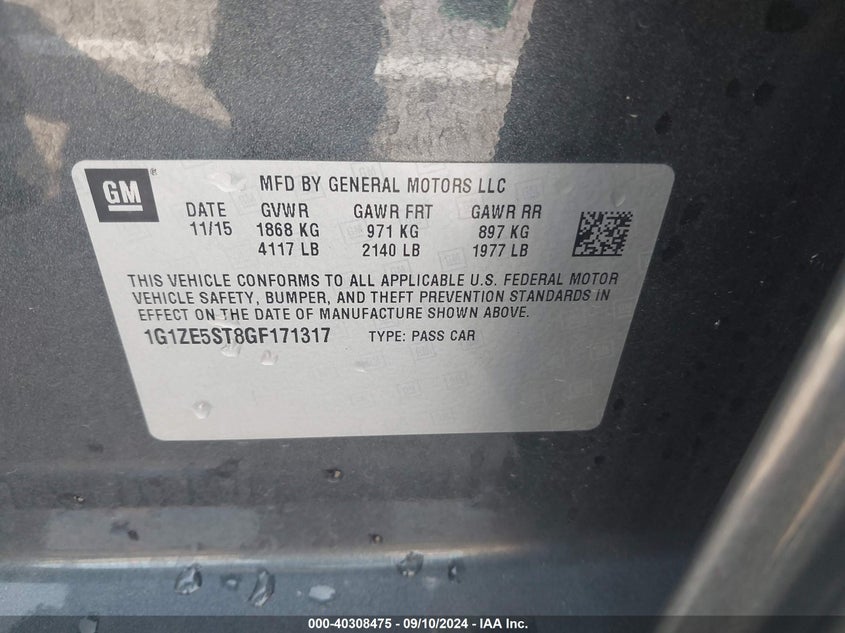 GM
MFD BY GENERAL MOTORS LLC
DATE GVWR GAWR FRT GAWR RR
11/15 1868 KG 971 KG 897 KG
4117 LB 2140 LB 1977 LB
THIS VEHICLE CONFORMS TO ALL APPLICABLE U.S. FEDERAL MOTOR
VEHICLE SAFETY, BUMPER, AND THEFT PREVENTION STANDARDS IN
EFFECT ON THE DATE OF MANUFACTURE SHOWN ABOVE.
1G1ZE5ST8GF171317 TYPE: PASS CAR
000-40308475 - 09/10/2024 - IAA Inc.